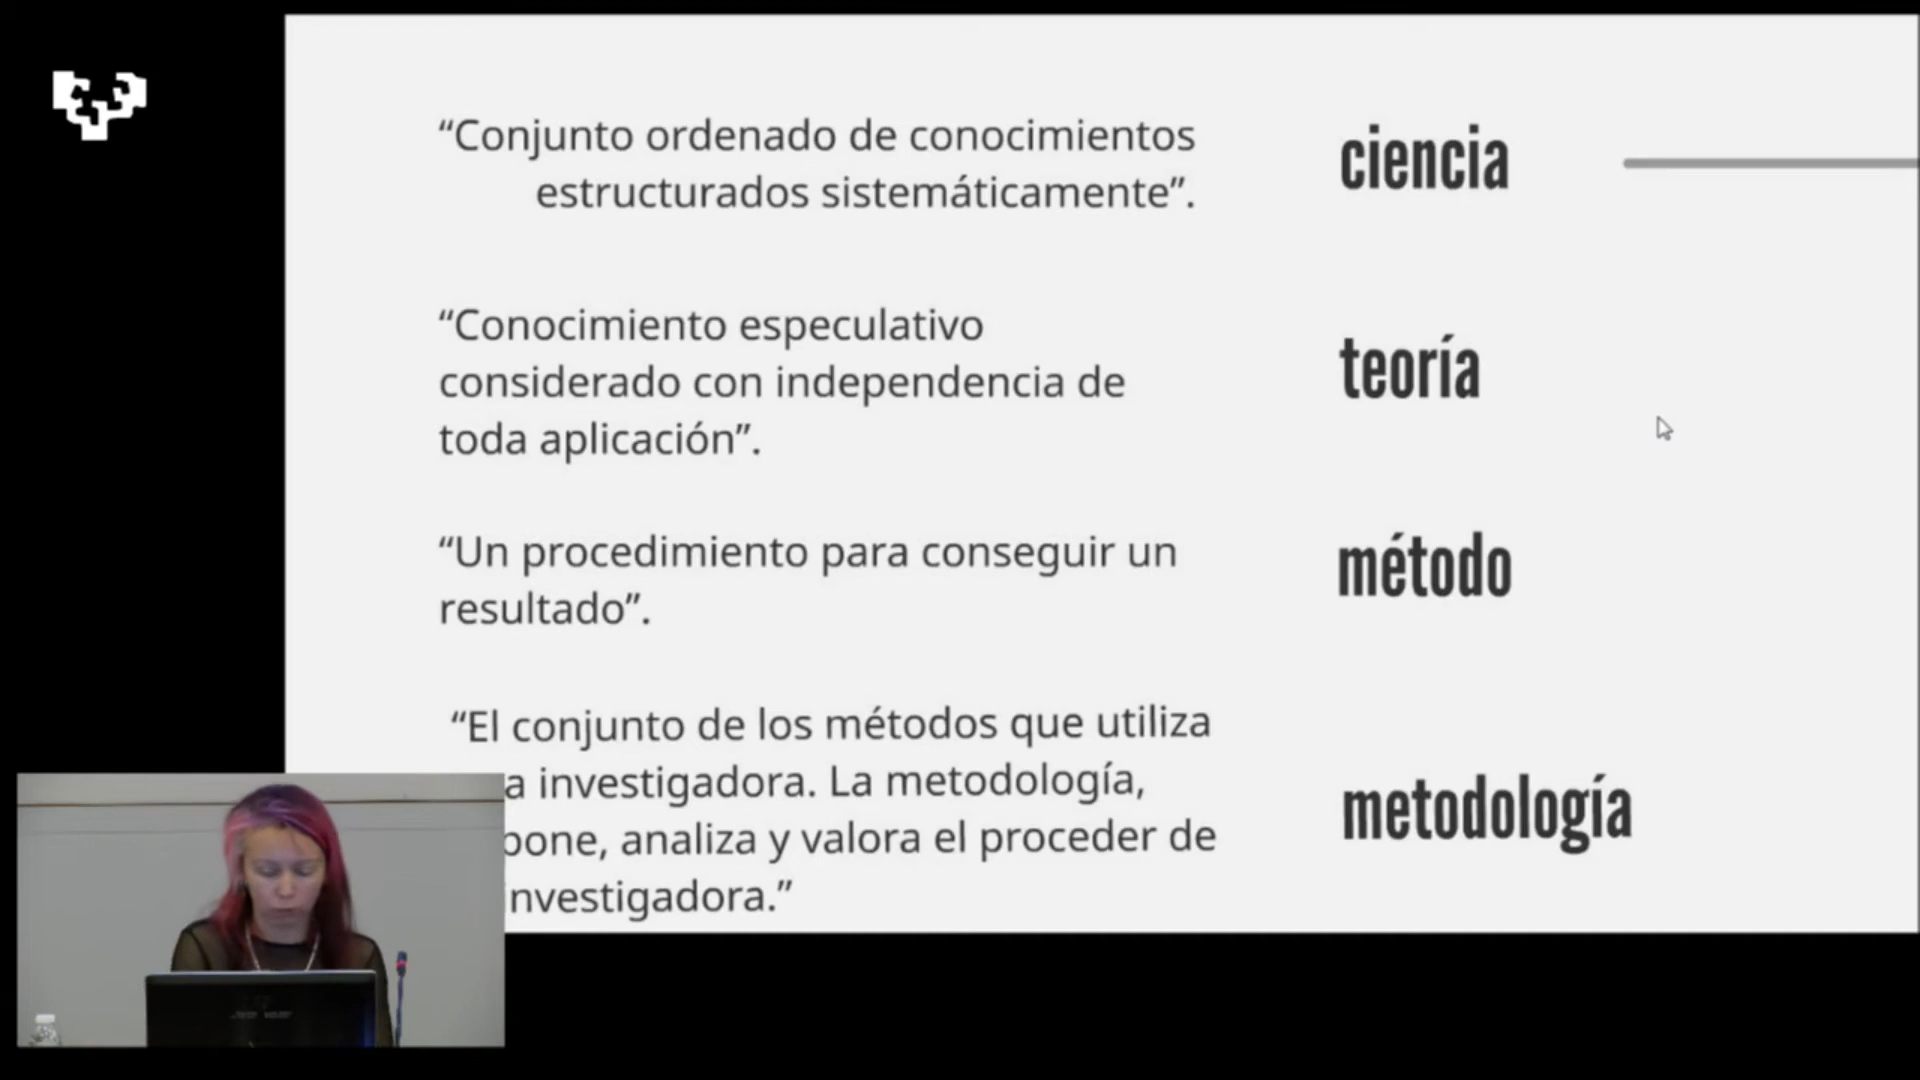 “Conjunto ordenado de conocimientos
estructurados sistemáticamente”.
ciencia
“Conocimiento especulativo
considerado con independencia de
toda aplicación”.
teoría
“Un procedimiento para conseguir un
resultado”.
método
“El conjunto de los métodos que utiliza
a investigadora. La metodología,
pone, analiza y valora el proceder de
investigadora.”
metodología